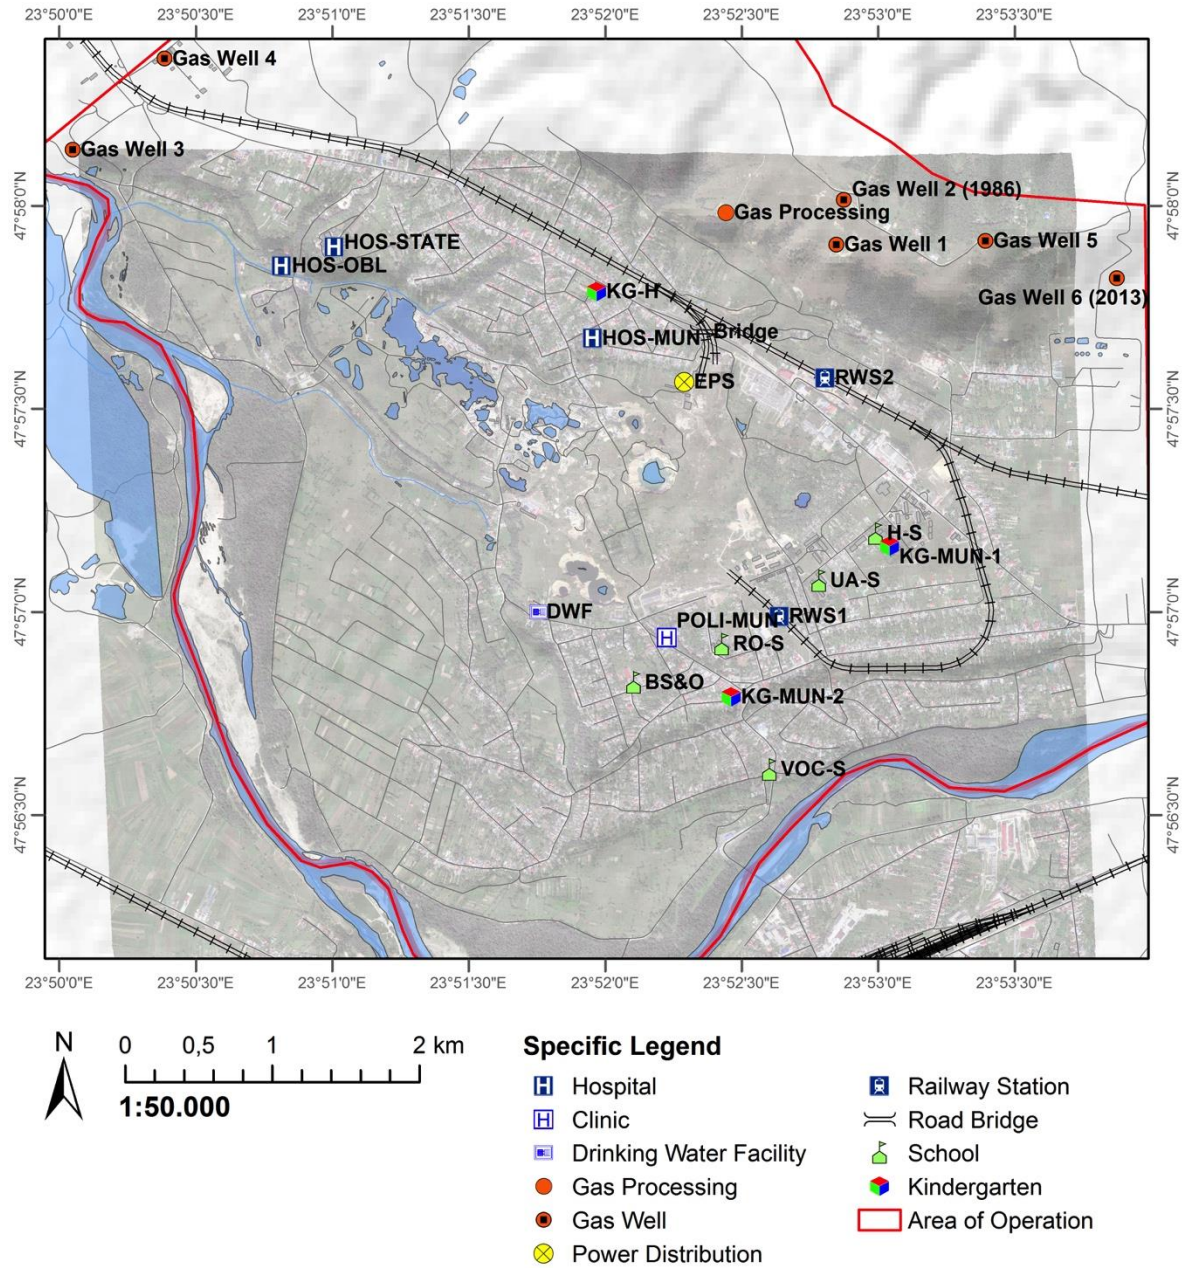 23°50'0"E 23°50'30"E 23°51'0"E 23°51'30"E 23°52'0"E 23°52'30"E 23°53'0"E 23°53'30"E
Gas Well 4
Gas Well 3
47°58'0"N
Gas Well 2 (1986)
Gas Processing
47°58'0"N
HOS-STATE
Gas Well 1
Gas Well 5
HOS-OBL
KG-H
Gas Well 6 (2013)
HOS-MUN
Bridge
EPS
RWS2
47°57'30"N
47°57'30"N
H-S
KG-MUN-1
UA-S
47°57'0"N
DWF
POLI-MUN
RWS1
47°57'0"N
RO-S
BS&O
KG-MUN-2
VOC-S
47°56'30"N
47°56'30"N
23°50'0"E 23°50'30"E 23°51'0"E 23°51'30"E 23°52'0"E 23°52'30"E 23°53'0"E 23°53'30"E
N
0 0,5 1 2 km
1:50.000
Specific Legend
Hospital
Clinic
Drinking Water Facility
Gas Processing
Gas Well
Power Distribution
Railway Station
Road Bridge
School
Kindergarten
Area of Operation